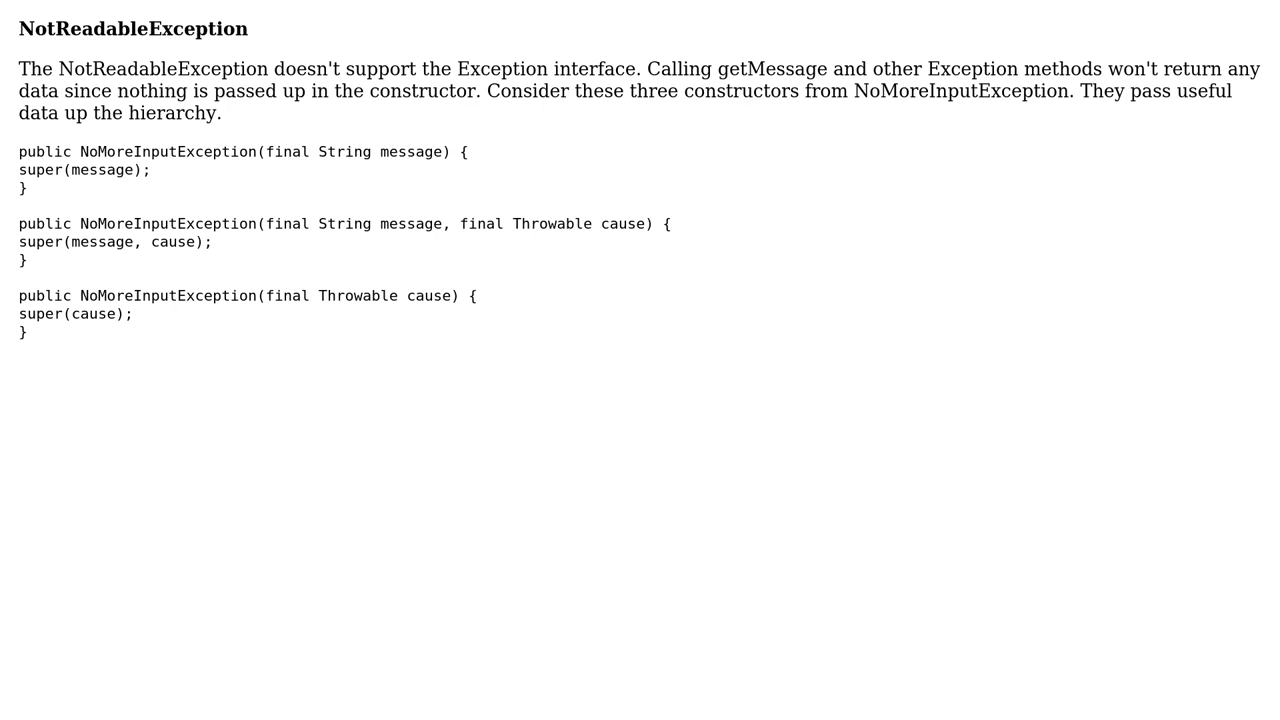 NotReadableException
The NotReadableException doesn't support the Exception interface. Calling getMessage and other Exception methods won't return any
data since nothing is passed up in the constructor. Consider these three constructors from NoMoreInputException. They pass useful
data up the hierarchy.
public NoMoreInputException(final String message) {
super(message);
}
public NoMoreInputException(final String message, final Throwable cause) {
super(message, cause);
}
public NoMoreInputException(final Throwable cause) {
super(cause);
}